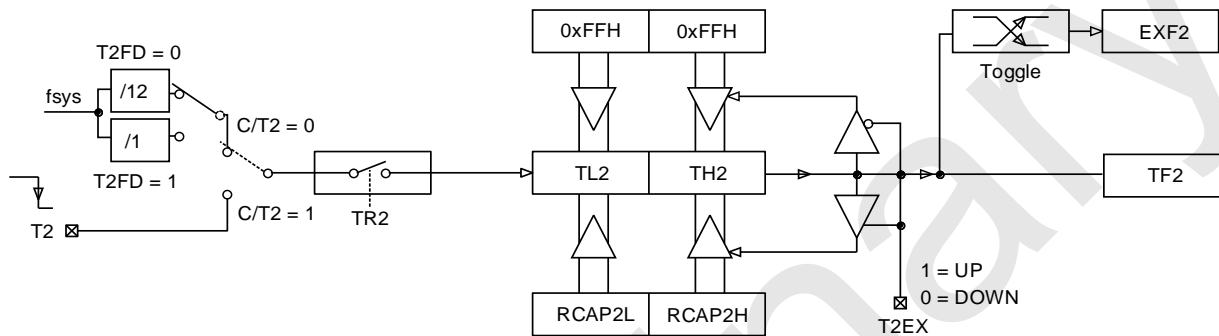 0xFFH 0xFFH EXF2
T2FD = 0
Toggle
fsys /12
C/T2 = 0
/1
TL2 TH2 TF2
T2FD = 1
C/T2 = 1
TR2
T2
1 = UP
0 = DOWN
RCAP2L RCAP2H
T2EX